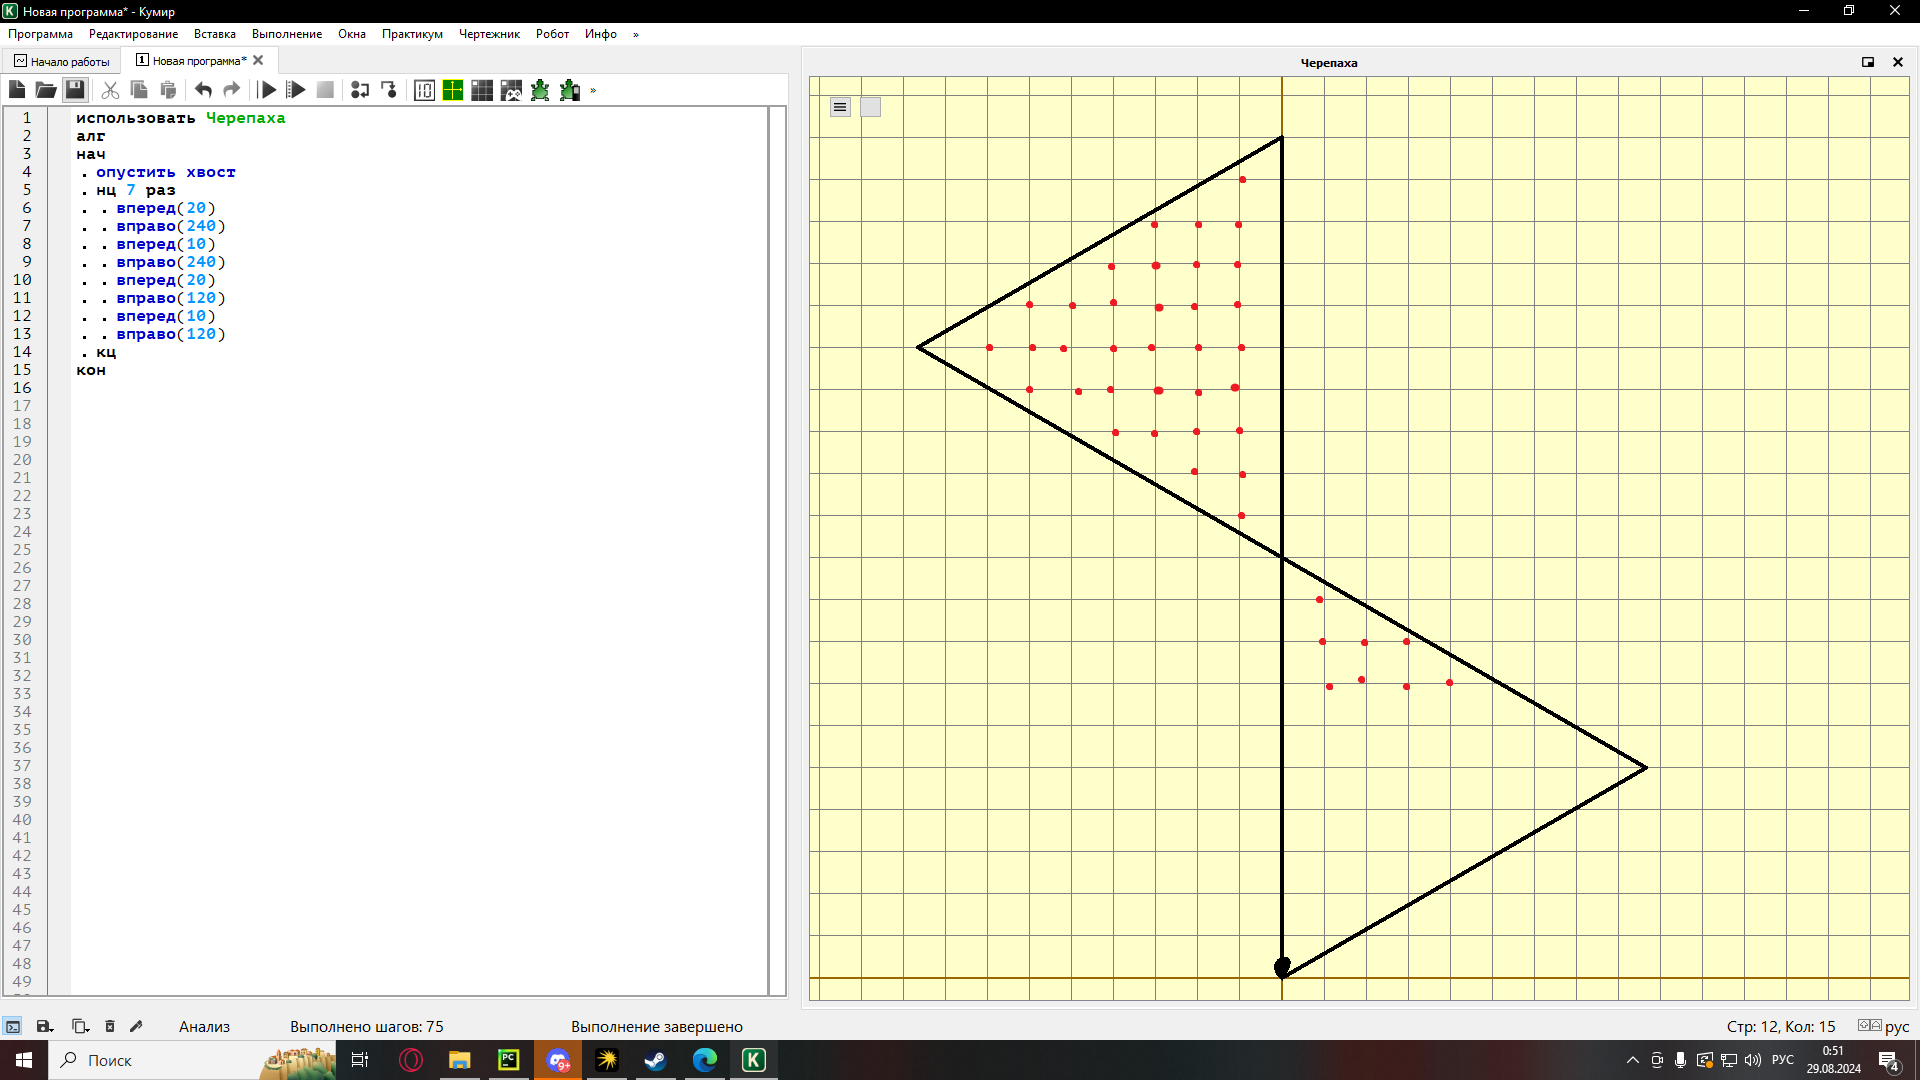 Новая программа* - Кумир
Программа Редактирование Вставка Выполнение Окна Практикум Чертежник Робот Инфо »
Начало работы
1 Новая программа*
Черепаха
»
1 использовать Черепаха
2 алг
3 нач
4 . опустить хвост
5 . нц 7 раз
6 . . вперед(20)
7 . . вправо(240)
8 . . вперед(10)
9 . . вправо(240)
10 . . вперед(20)
11 . . вправо(120)
12 . . вперед(10)
13 . . вправо(120)
14 . кц
15 кон
16
17
18
19
20
21
22
23
24
25
26
27
28
29
30
31
32
33
34
35
36
37
38
39
40
41
42
43
44
45
46
47
48
49
Анализ Выполнено шагов: 75 Выполнение завершено Стр: 12, Кол: 15 рус
Поиск
PC
9+
K
РУС
0:51
29.08.2024
4